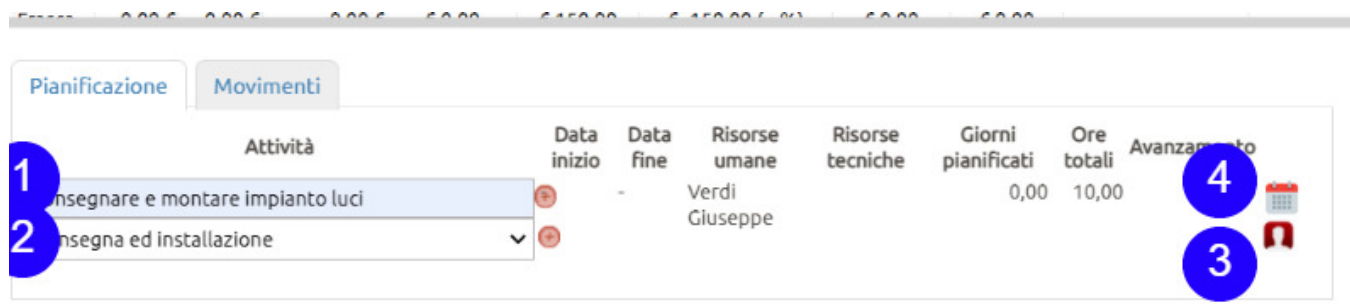 Pianificazione Movimenti
Attività Data inizio Data fine Risorse umane Risorse tecniche Giorni pianificati Ore totali Avanzamento
1 nsegnare e montare impianto luci - Verdi Giuseppe 0,00 10,00 4
2 nsegna ed installazione 3